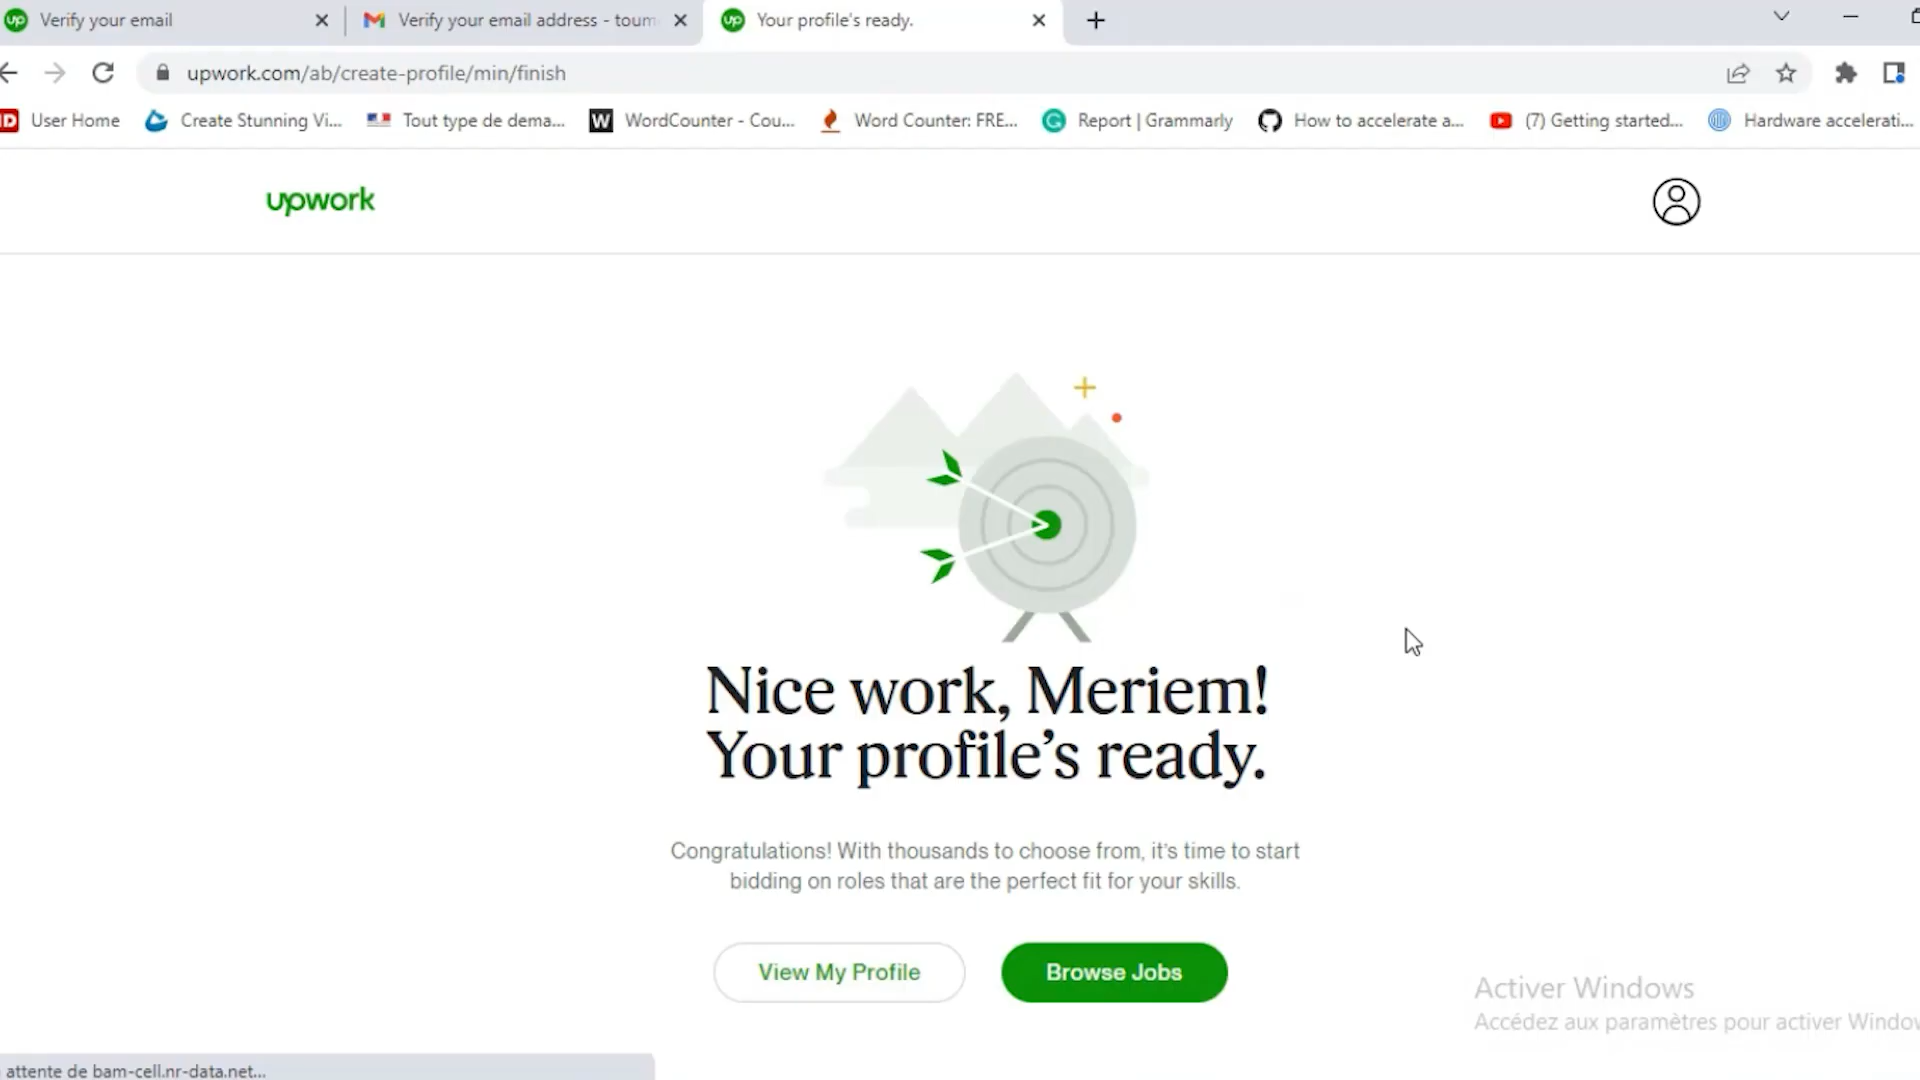 up Verify your email
Verify your email address - toum
up Your profile's ready.
upwork.com/ab/create-profile/min/finish
ID User Home
Create Stunning Vi...
Tout type de dema...
W WordCounter - Cou...
Word Counter: FRE...
Report | Grammarly
How to accelerate a...
(7) Getting started...
Hardware accelerati...
upwork
Nice work, Meriem!
Your profile’s ready.
Congratulations! With thousands to choose from, it's time to start
bidding on roles that are the perfect fit for your skills.
View My Profile
Browse Jobs
Activer Windows
Accédez aux paramètres pour activer Window
attente de bam-cell.nr-data.net...